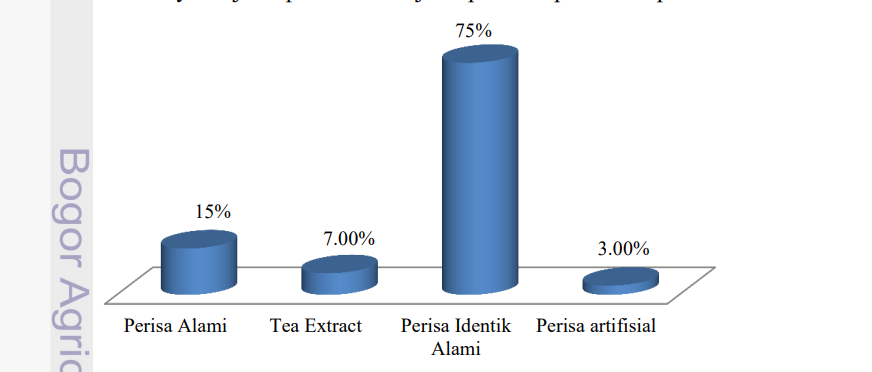 75%
15%
7.00%
3.00%
Perisa Alami
Tea Extract
Perisa Identik
Alami
Perisa artifisial
Bogor Agric